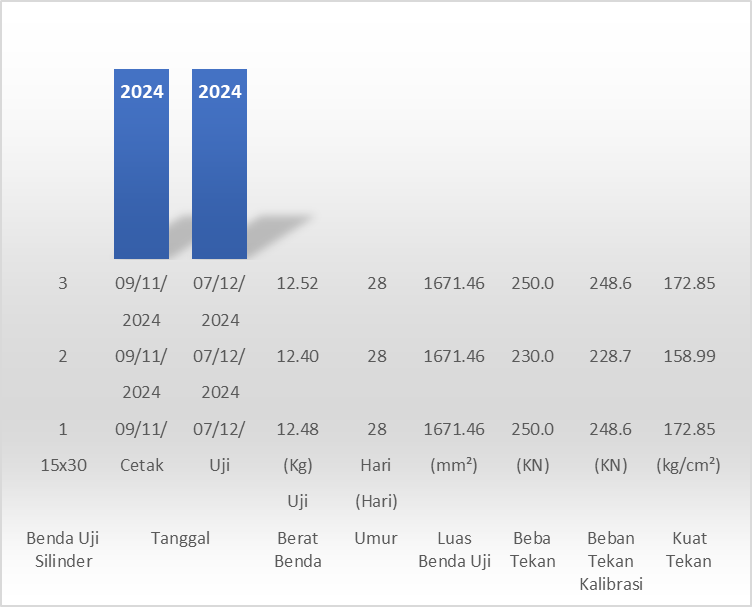 2024 2024
3 09/11/ 07/12/ 12.52 28 1671.46 250.0 248.6 172.85
2024 2024
2 09/11/ 07/12/ 12.40 28 1671.46 230.0 228.7 158.99
2024 2024
1 09/11/ 07/12/ 12.48 28 1671.46 250.0 248.6 172.85
15x30 Cetak Uji (Kg) Hari (mm²) (KN) (KN) (kg/cm²)
Uji (Hari)
Benda Uji Tanggal Berat Umur Luas Beba Beban Kuat
Silinder Benda Benda Uji Tekan Tekan Tekan
Kalibrasi